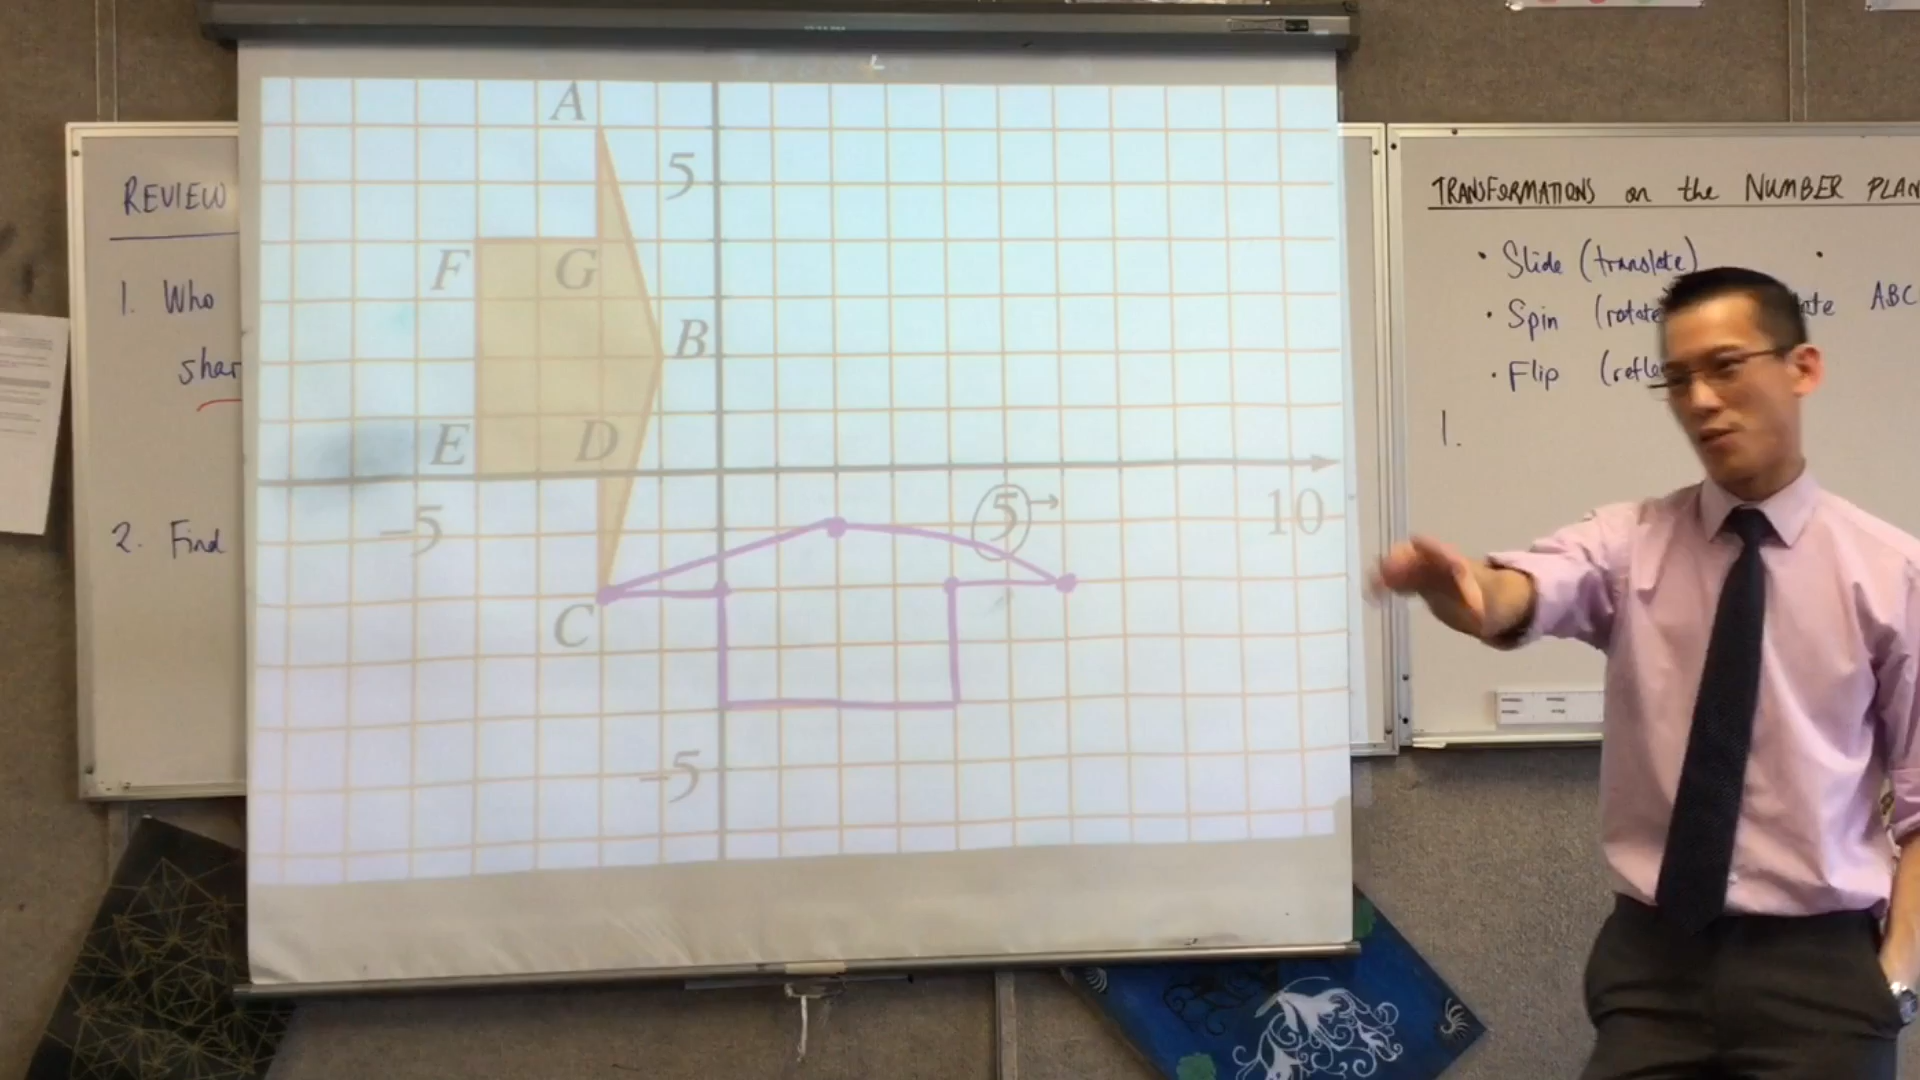 REVIEW
1. Who
shar
2. Find
A
5
F
G
B
E
D
-5
5
10
C
-5
TRANSFORMATIONS on the NUMBER PLAN
• Slide (translate)
• Spin (rotate
ABC
• Flip (refle
1.